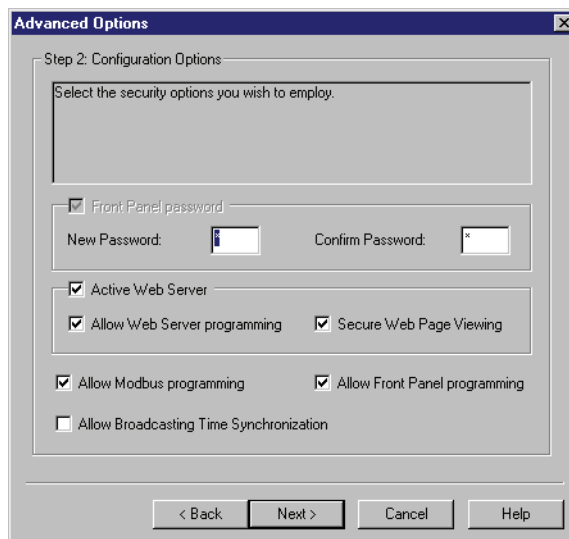 Advanced Options
Step 2: Configuration Options
Select the security options you wish to employ.
Front Panel password
New Password: * Confirm Password: *
Active Web Server
Allow Web Server programming Secure Web Page Viewing
Allow Modbus programming Allow Front Panel programming
Allow Broadcasting Time Synchronization
< Back Next > Cancel Help